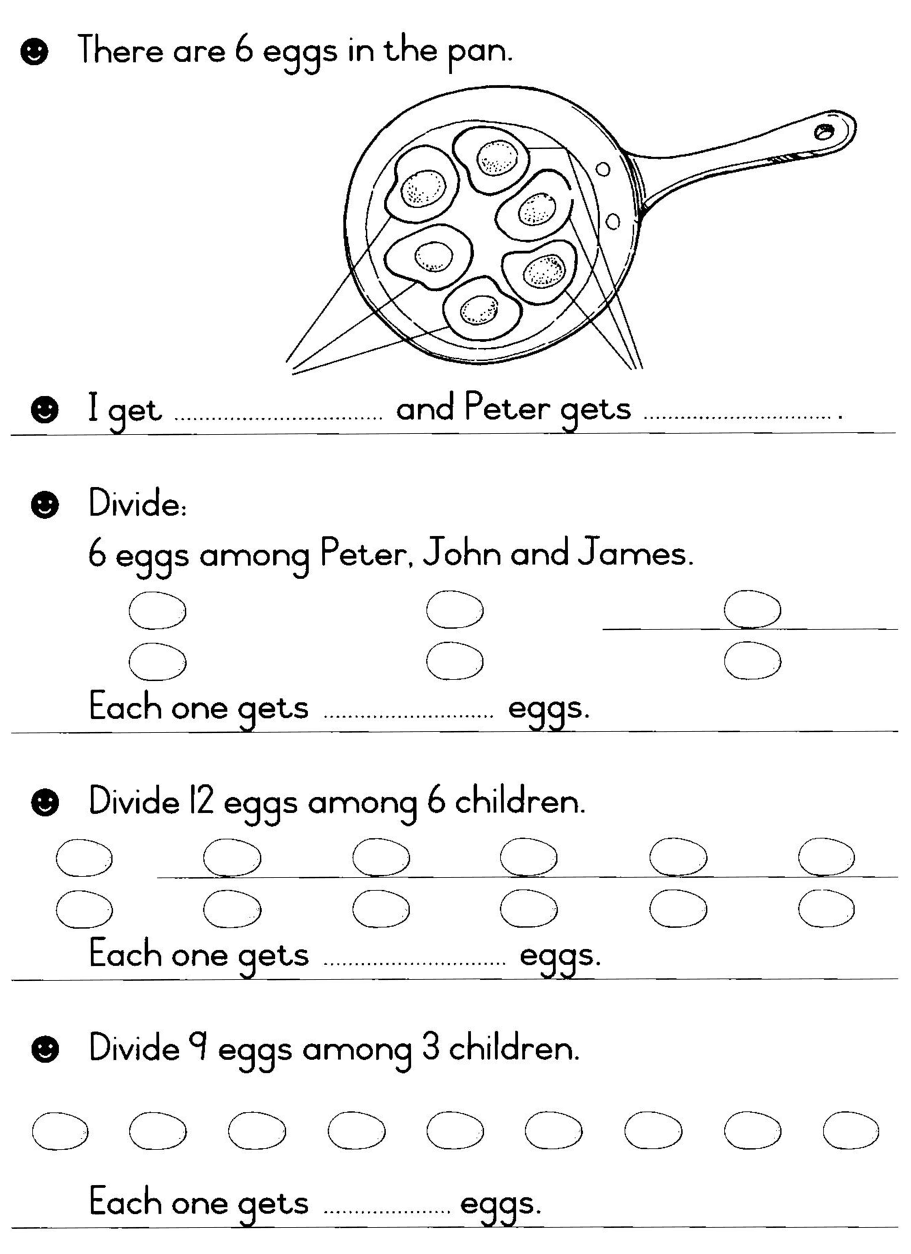 There are 6 eggs in the pan.
I get .............................. and Peter gets ........................... .
Divide:
6 eggs among Peter, John and James.
Each one gets ........................ eggs.
Divide 12 eggs among 6 children.
Each one gets .......................... eggs.
Divide 9 eggs among 3 children.
Each one gets .................. eggs.